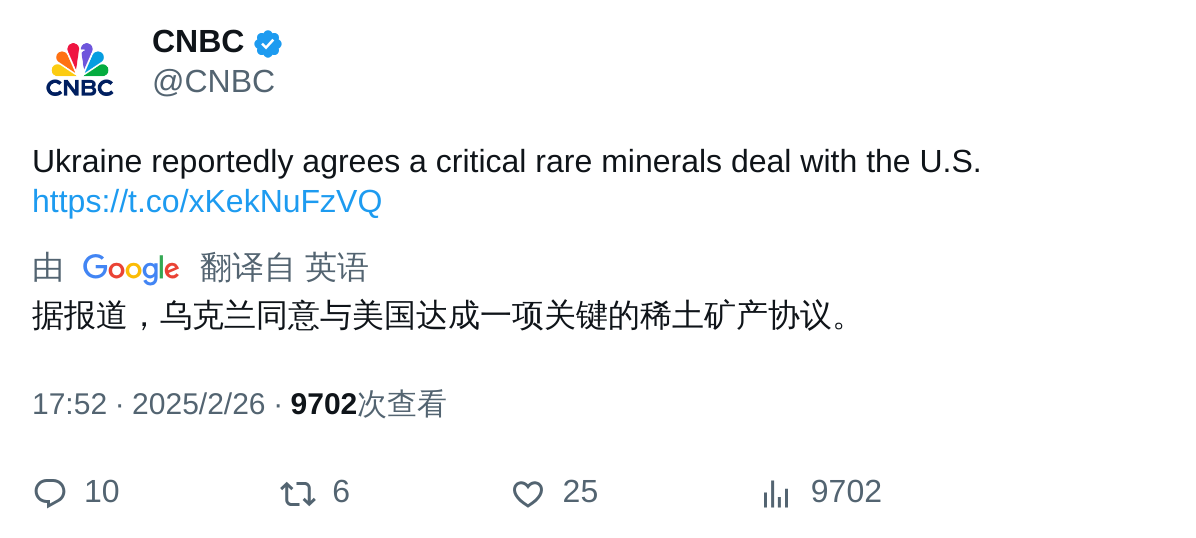 CNBC
CNBC
@CNBC
Ukraine reportedly agrees a critical rare minerals deal with the U.S.
https://t.co/xKekNuFzVQ
由 Google 翻译自 英语
据报道，乌克兰同意与美国达成一项关键的稀土矿产协议。
17:52 · 2025/2/26 · 9702次查看
10 6 25 9702